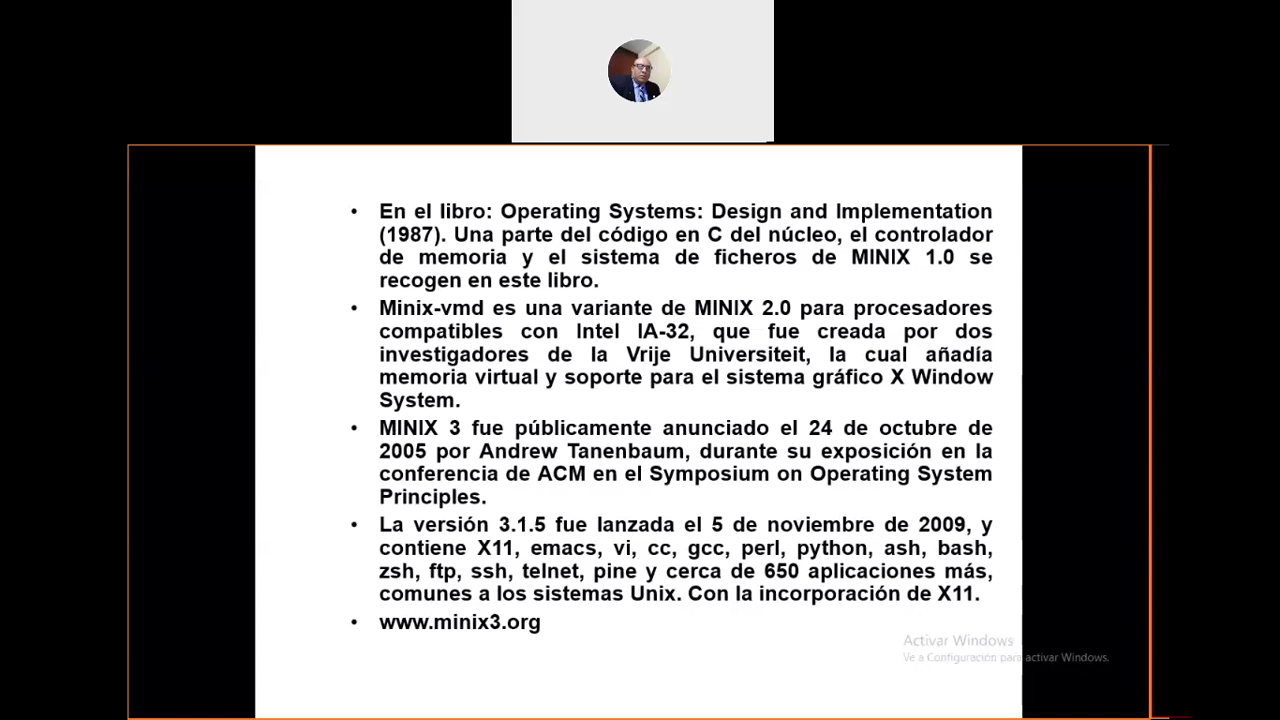 • En el libro: Operating Systems: Design and Implementation
(1987). Una parte del código en C del núcleo, el controlador
de memoria y el sistema de ficheros de MINIX 1.0 se
recogen en este libro.
• Minix-vmd es una variante de MINIX 2.0 para procesadores
compatibles con Intel IA-32, que fue creada por dos
investigadores de la Vrije Universiteit, la cual añadía
memoria virtual y soporte para el sistema gráfico X Window
System.
• MINIX 3 fue públicamente anunciado el 24 de octubre de
2005 por Andrew Tanenbaum, durante su exposición en la
conferencia de ACM en el Symposium on Operating System
Principles.
• La versión 3.1.5 fue lanzada el 5 de noviembre de 2009, y
contiene X11, emacs, vi, cc, gcc, perl, python, ash, bash,
zsh, ftp, ssh, telnet, pine y cerca de 650 aplicaciones más,
comunes a los sistemas Unix. Con la incorporación de X11.
• www.minix3.org
Activar Windows
Ve a Configuración para activar Windows.